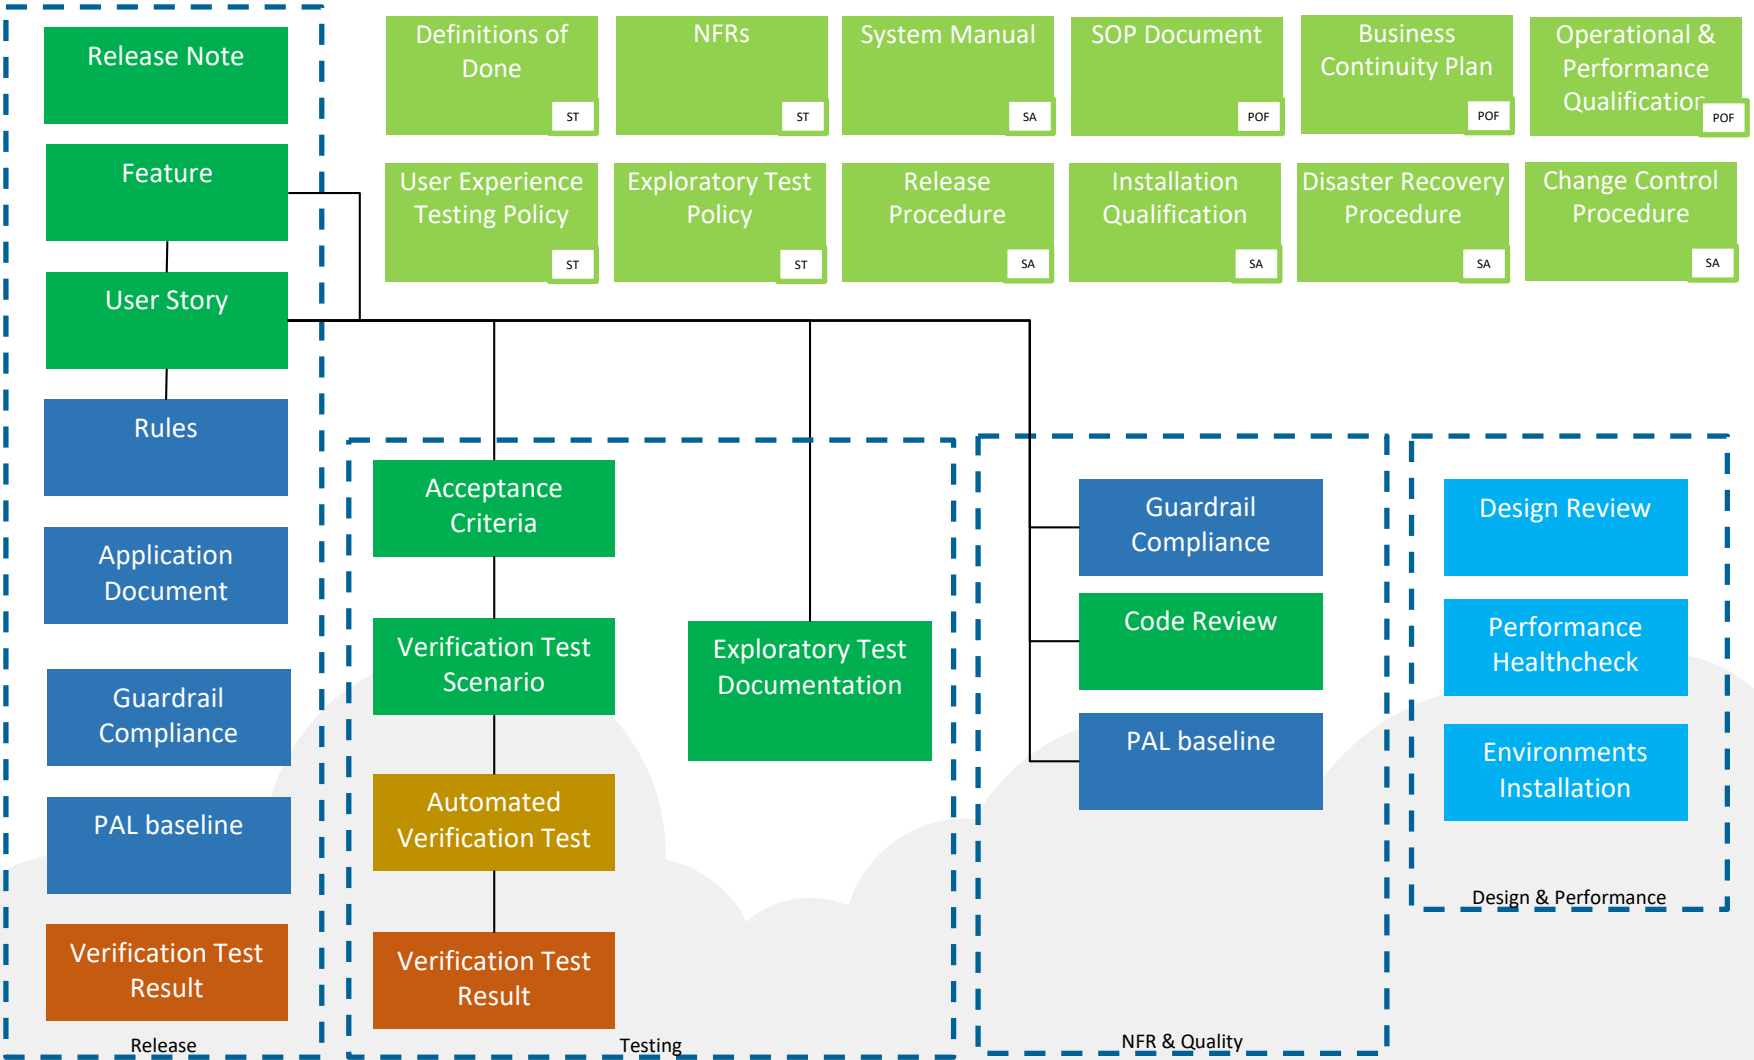 Release Note
Feature
User Story
Rules
Application
Document
Guardrail
Compliance
PAL baseline
Verification Test
Result
Release
Definitions of
Done
ST
NFRs
ST
System Manual
SA
SOP Document
POF
Business
Continuity Plan
POF
Operational &
Performance
Qualification
POF
User Experience
Testing Policy
ST
Exploratory Test
Policy
ST
Release
Procedure
SA
Installation
Qualification
SA
Disaster Recovery
Procedure
SA
Change Control
Procedure
SA
Acceptance
Criteria
Verification Test
Scenario
Automated
Verification Test
Verification Test
Result
Exploratory Test
Documentation
Testing
Guardrail
Compliance
Code Review
PAL baseline
NFR & Quality
Design Review
Performance
Healthcheck
Environments
Installation
Design & Performance